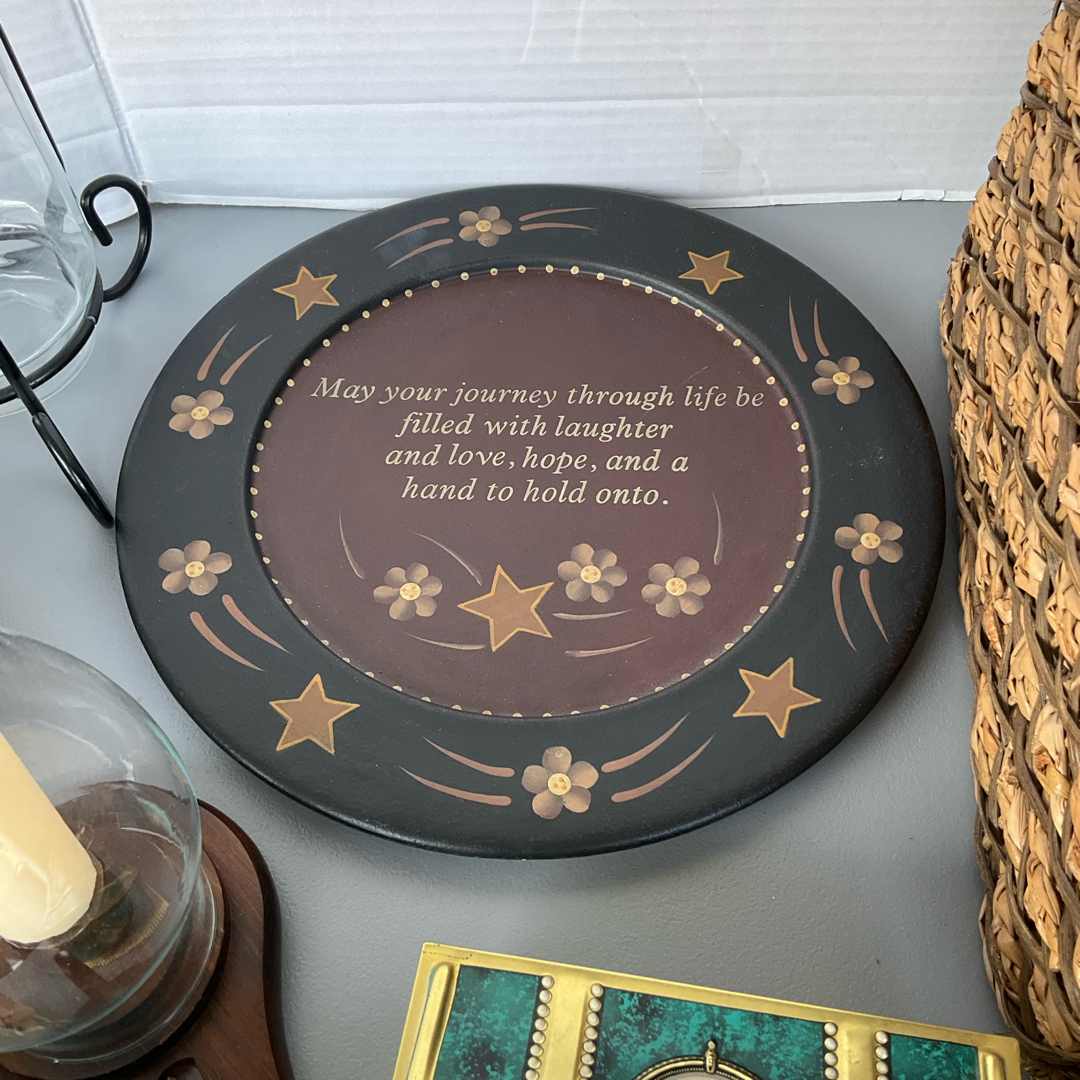 May your journey through life be
filled with laughter
and love, hope, and a
hand to hold onto.